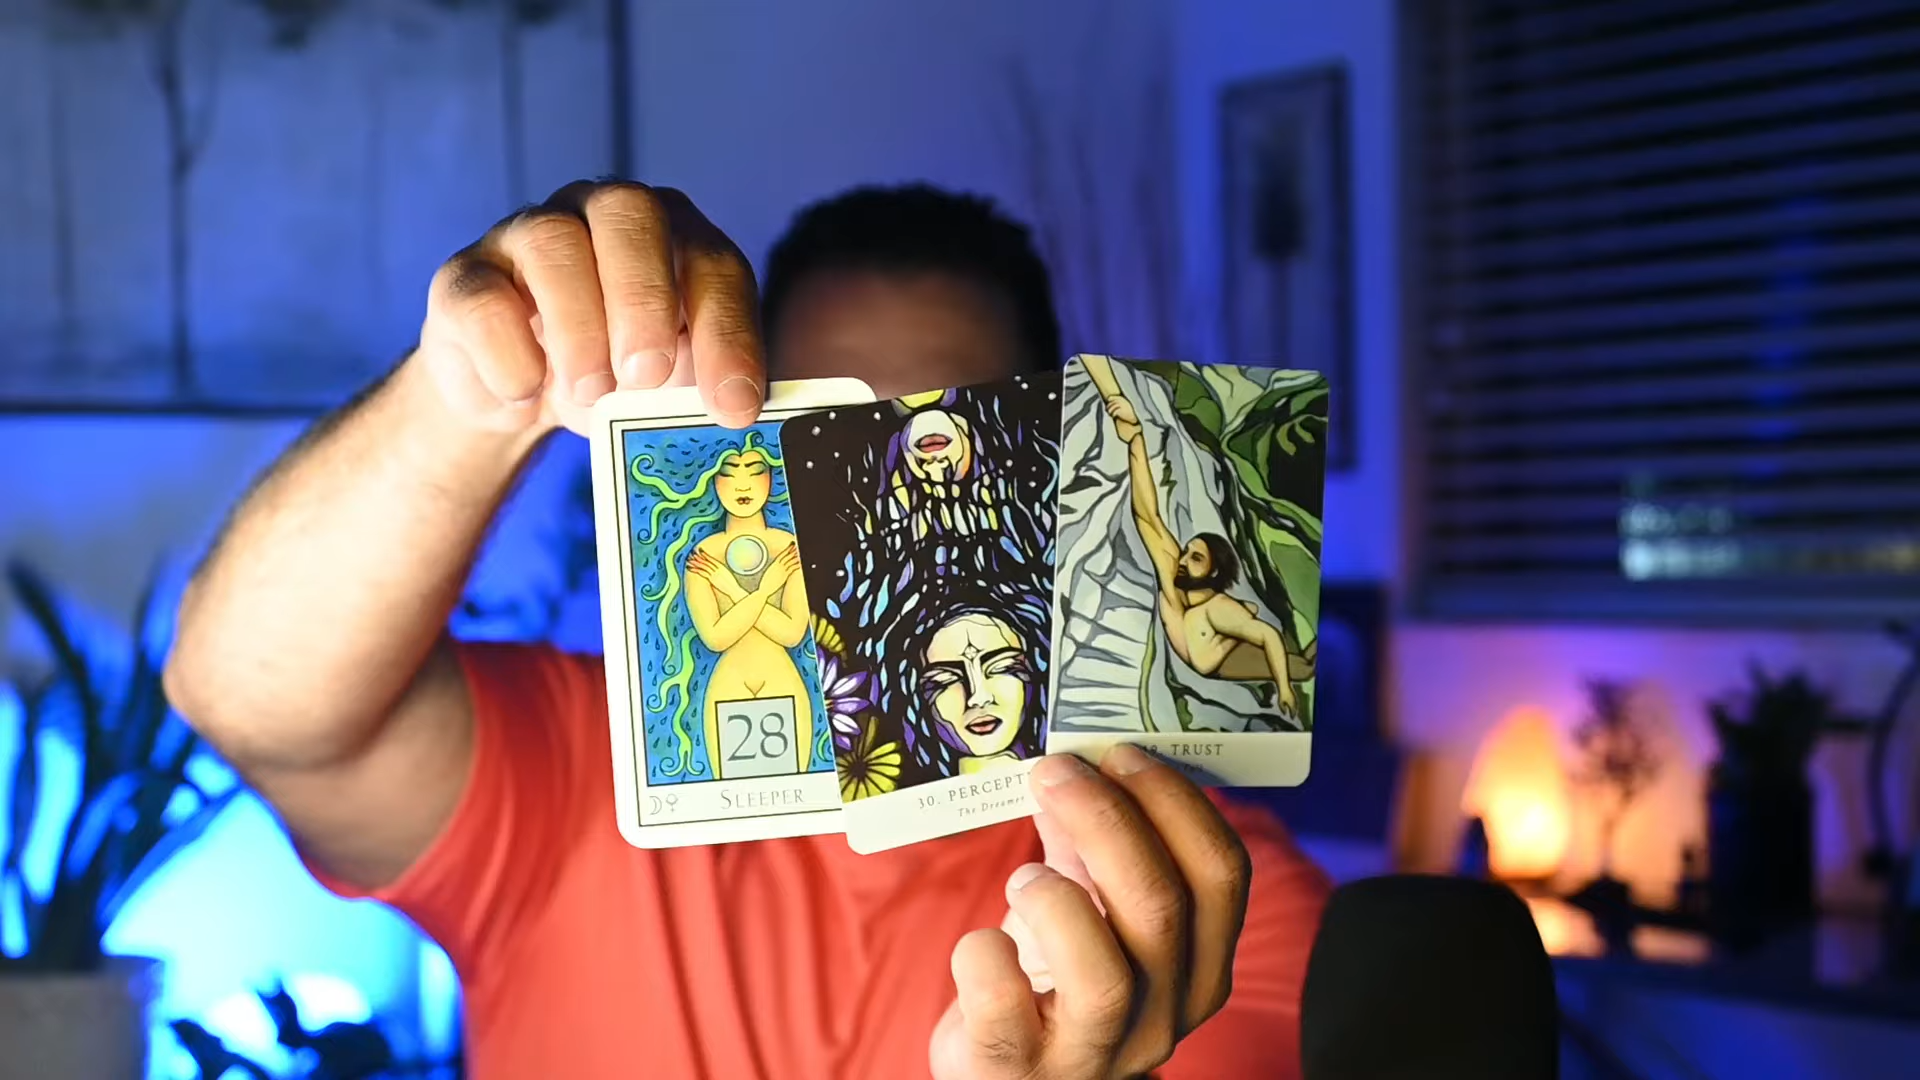 28
SLEEPER
30. PERCEPT
The Dreamer
TRUST